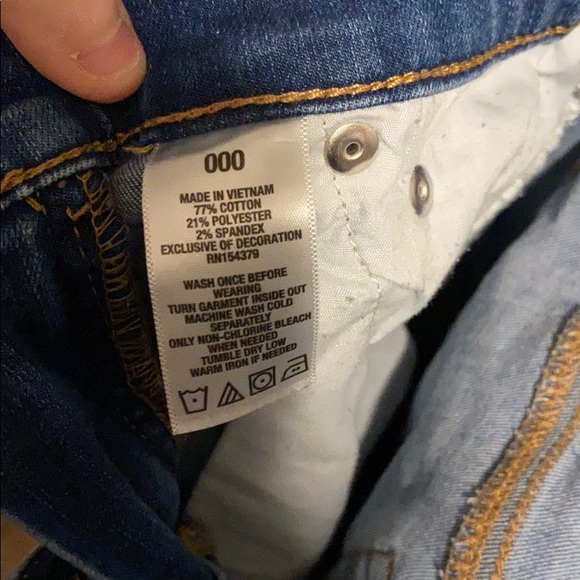 000
MADE IN VIETNAM
77% COTTON
21% POLYESTER
2% SPANDEX
EXCLUSIVE OF DECORATION
RN154379
WASH ONCE BEFORE
WEARING
TURN GARMENT INSIDE OUT
MACHINE WASH COLD
SEPARATELY
ONLY NON-CHLORINE BLEACH
WHEN NEEDED
TUMBLE DRY LOW
WARM IRON IF NEEDED